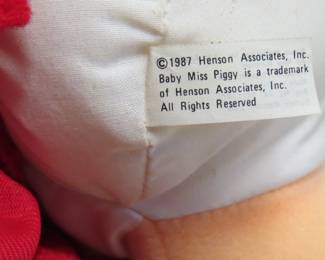 ©1987 Henson Associates, Inc.
Baby Miss Piggy is a trademark
of Henson Associates, Inc.
All Rights Reserved